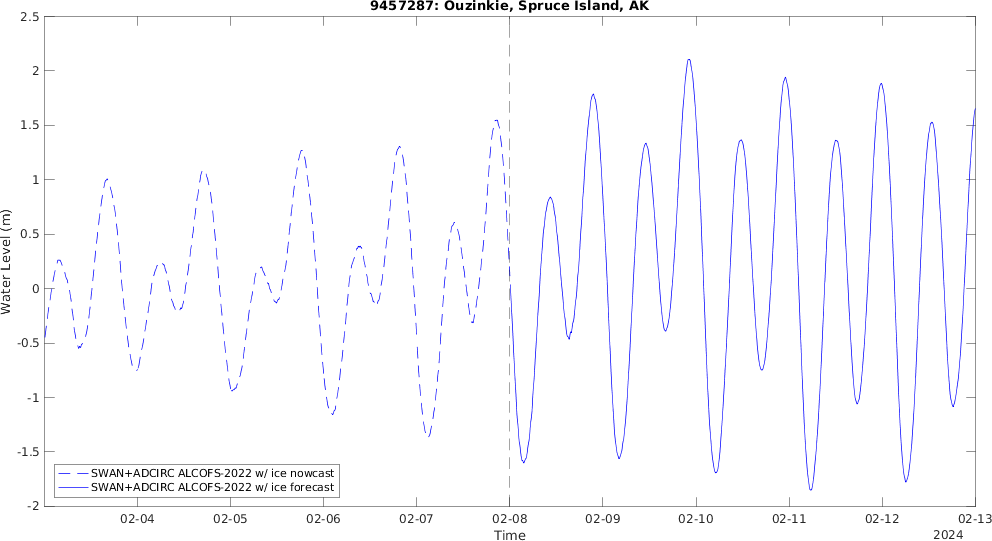 9457287: Ouzinkie, Spruce Island, AK
2.5
2
1.5
1
0.5
0
-0.5
-1
-1.5
-2
Water Level (m)
SWAN+ADCIRC ALCOFS-2022 w/ ice nowcast
SWAN+ADCIRC ALCOFS-2022 w/ ice forecast
02-04 02-05 02-06 02-07 02-08 02-09 02-10 02-11 02-12 02-13
Time
2024